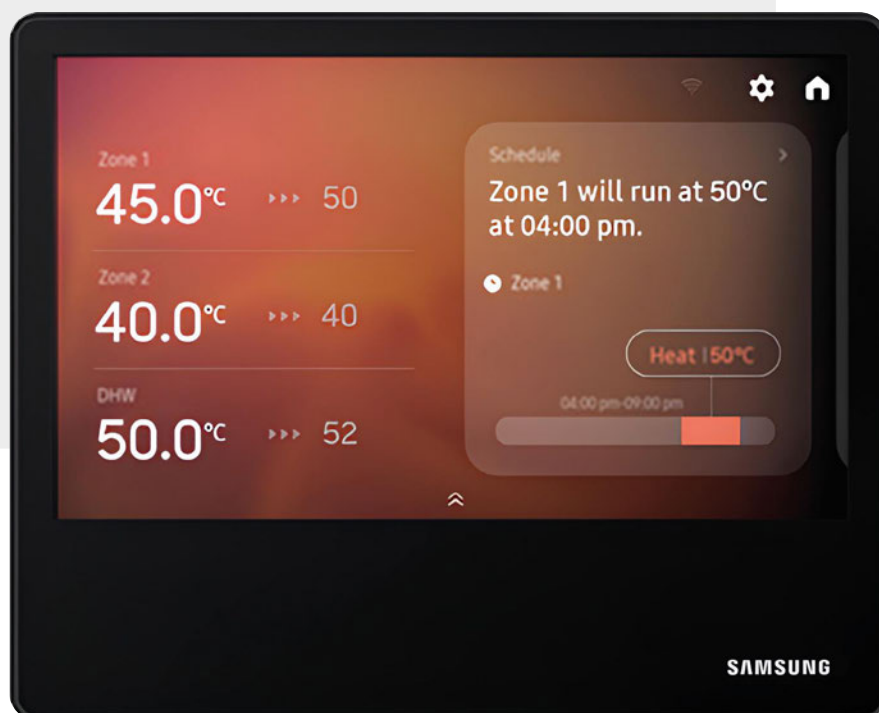 Zone 1
45.0°C ▹▹▹ 50
Zone 2
40.0°C ▹▹▹ 40
DHW
50.0°C ▹▹▹ 52
Schedule >
Zone 1 will run at 50°C
at 04:00 pm.
Zone 1
Heat | 50°C
04:00 pm-09:00 pm
SAMSUNG